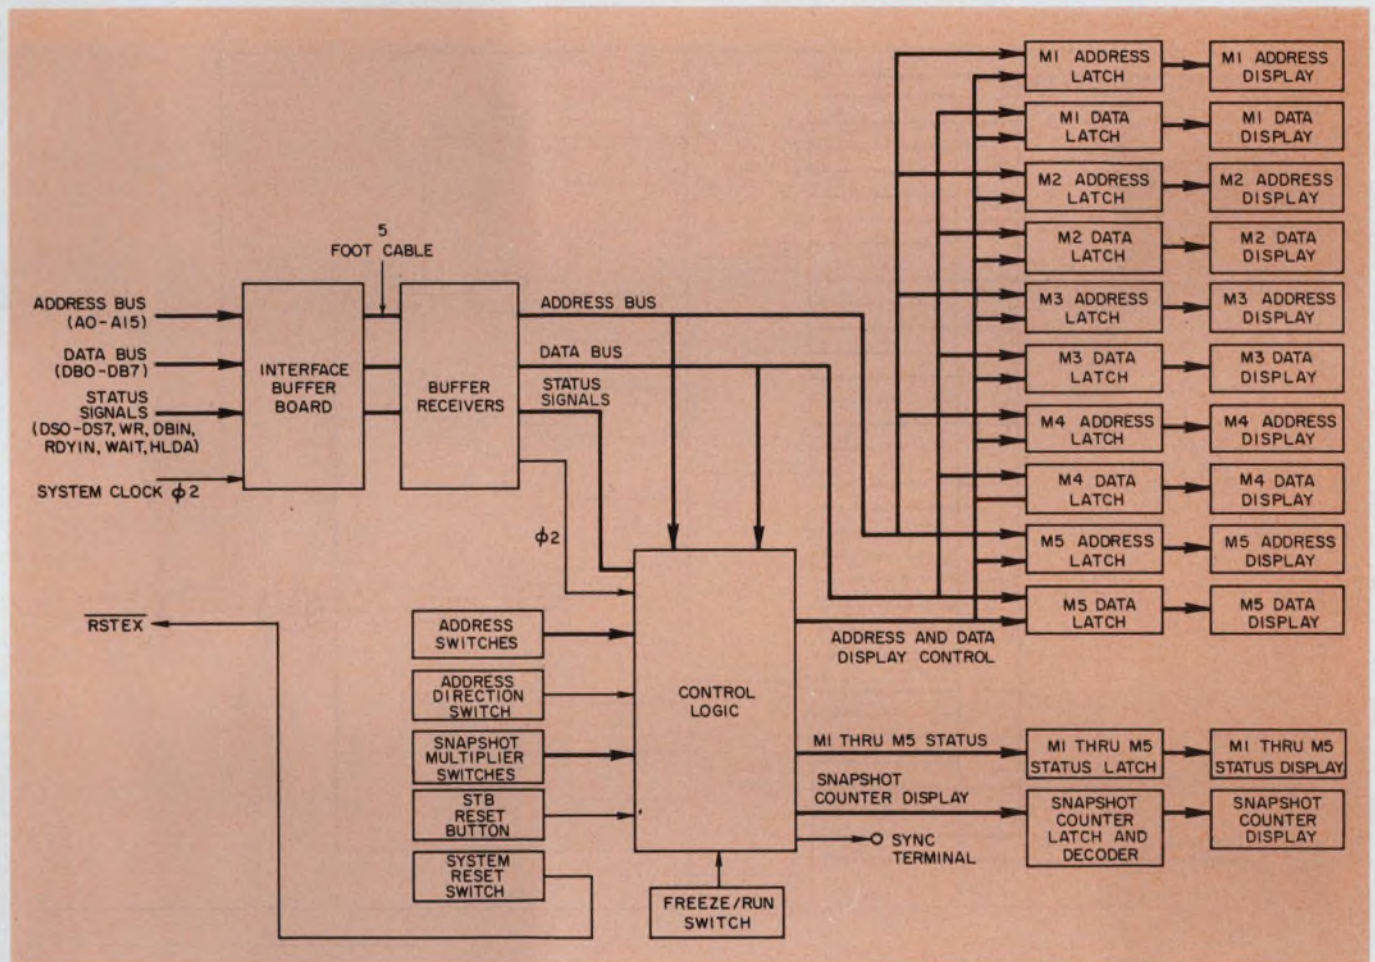 5
FOOT CABLE
ADDRESS BUS
(A0-A15)
DATA BUS
(DB0-DB7)
STATUS
SIGNALS
(DS0-DS7, WR, DBIN,
RDYIN, WAIT, HLDA)
SYSTEM CLOCK ϕ2
INTERFACE
BUFFER
BOARD
BUFFER
RECEIVERS
ADDRESS BUS
DATA BUS
STATUS
SIGNALS
ϕ2
RSTEX
ADDRESS
SWITCHES
ADDRESS
DIRECTION
SWITCH
SNAPSHOT
MULTIPLIER
SWITCHES
STB
RESET
BUTTON
SYSTEM
RESET
SWITCH
FREEZE/RUN
SWITCH
CONTROL
LOGIC
ADDRESS AND DATA
DISPLAY CONTROL
M1 THRU M5 STATUS
SNAPSHOT
COUNTER DISPLAY
SYNC
TERMINAL
M1 ADDRESS
LATCH
M1 ADDRESS
DISPLAY
M1 DATA
LATCH
M1 DATA
DISPLAY
M2 ADDRESS
LATCH
M2 ADDRESS
DISPLAY
M2 DATA
LATCH
M2 DATA
DISPLAY
M3 ADDRESS
LATCH
M3 ADDRESS
DISPLAY
M3 DATA
LATCH
M3 DATA
DISPLAY
M4 ADDRESS
LATCH
M4 ADDRESS
DISPLAY
M4 DATA
LATCH
M4 DATA
DISPLAY
M5 ADDRESS
LATCH
M5 ADDRESS
DISPLAY
M5 DATA
LATCH
M5 DATA
DISPLAY
M1 THRU M5
STATUS LATCH
M1 THRU M5
STATUS DISPLAY
SNAPSHOT
COUNTER
LATCH AND
DECODER
SNAPSHOT
COUNTER
DISPLAY